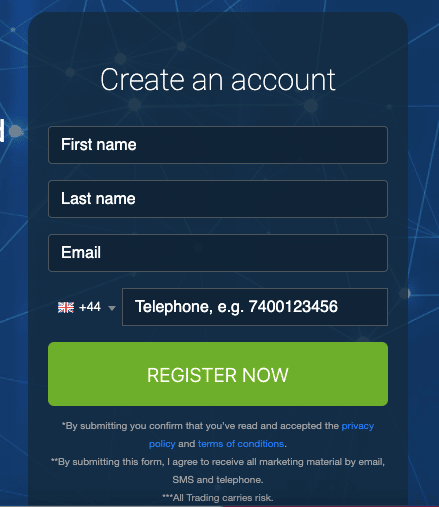 Create an account
First name
Last name
Email
+44 Telephone, e.g. 7400123456
REGISTER NOW
*By submitting you confirm that you've read and accepted the privacy
policy and terms of conditions.
**By submitting this form, I agree to receive all marketing material by email,
SMS and telephone.
***All Trading carries risk.